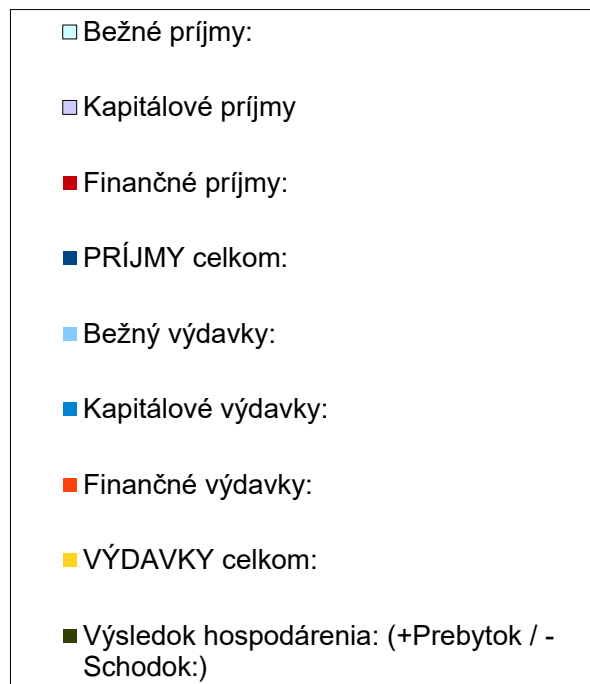 Bežné príjmy:
Kapitálové príjmy
Finančné príjmy:
PRÍJMY celkom:
Bežný výdavky:
Kapitálové výdavky:
Finančné výdavky:
VÝDAVKY celkom:
Výsledok hospodárenia: (+Prebytok / -
Schodok:)